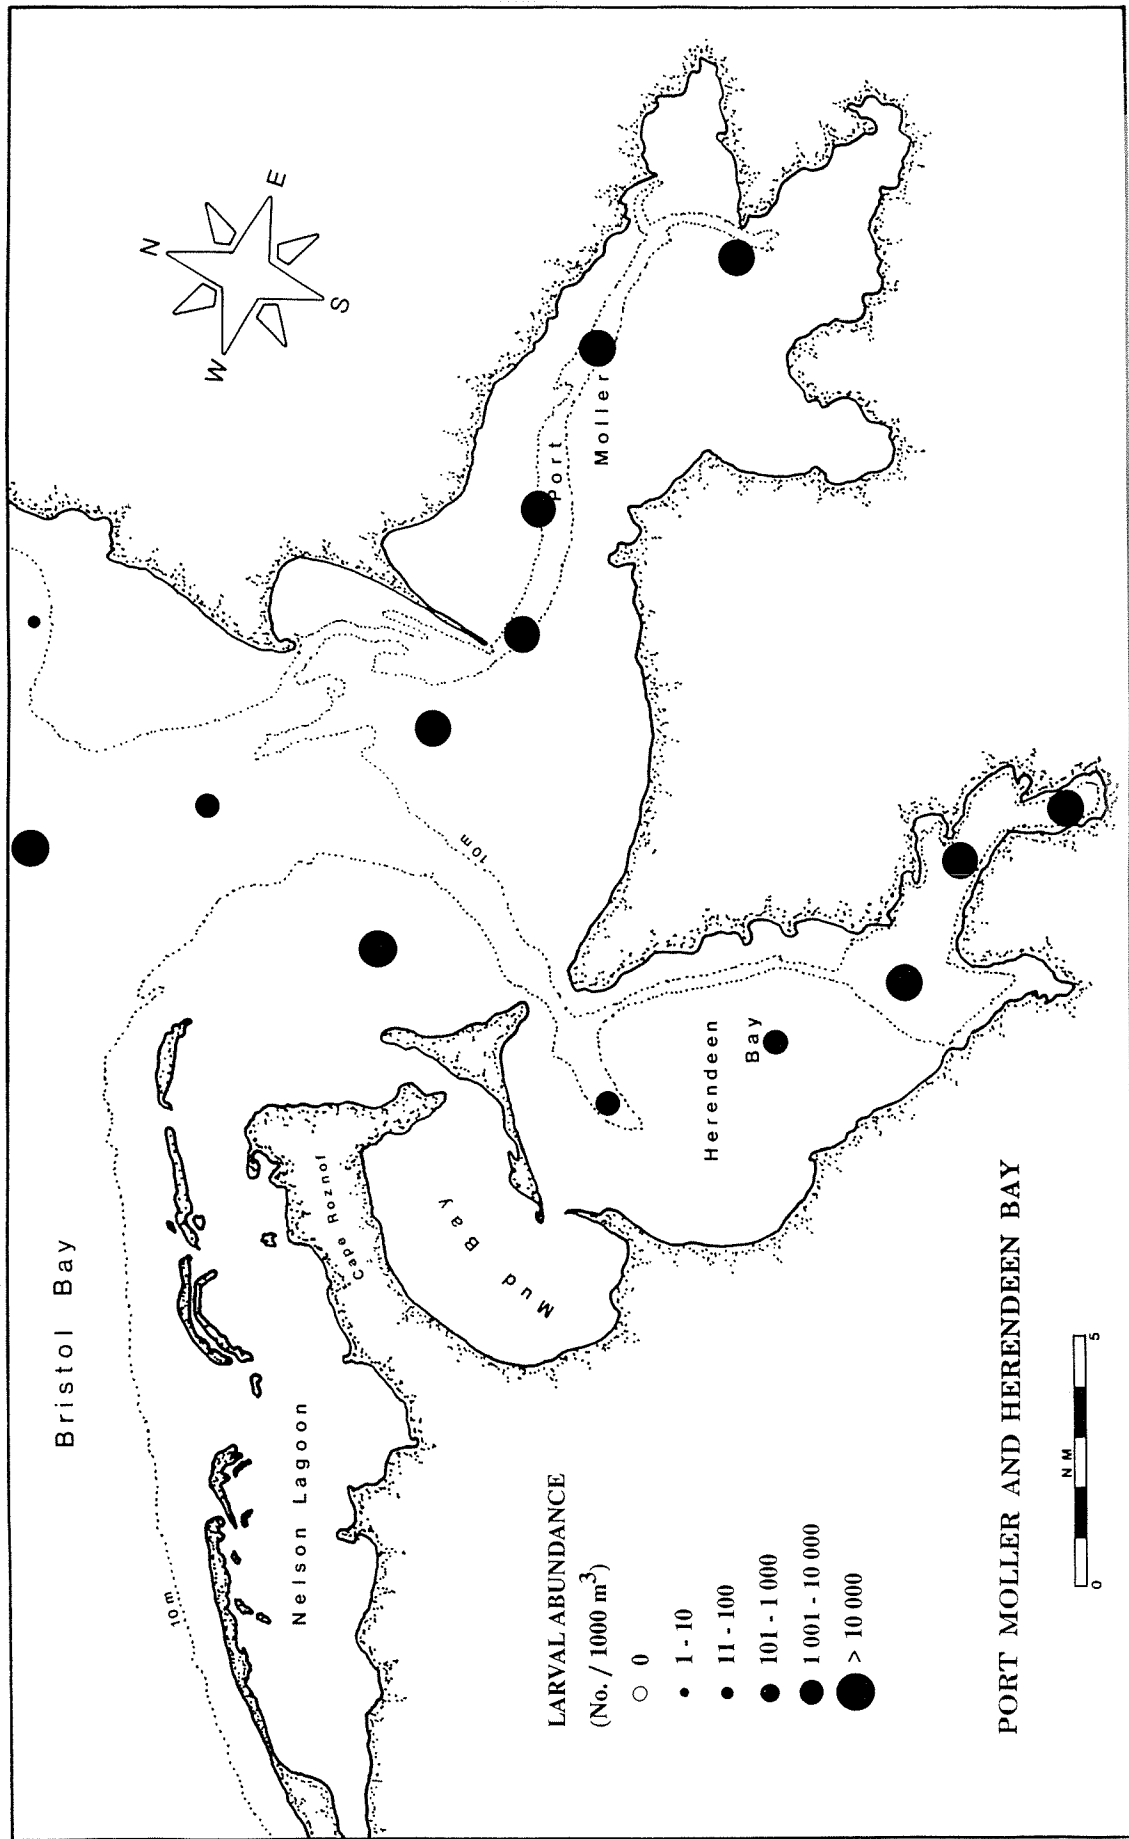 N
E
S
W
Bristol Bay
10 m
Nelson Lagoon
Cape Roznof
Mud Bay
Herendeen
Bay
10 m
Port
Moller
LARVAL ABUNDANCE
(No. / 1000 m³)
0
1 - 10
11 - 100
101 - 1 000
1 001 - 10 000
> 10 000
PORT MOLLER AND HERENDEEN BAY
N M
0 5